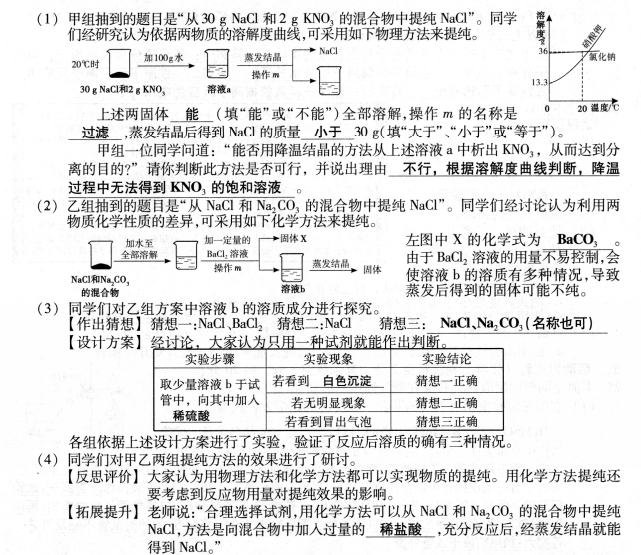 (1) 甲组抽到的题目是“从 30 g NaCl 和 2 g KNO₃ 的混合物中提纯 NaCl”。同学
们经研究认为依据两物质的溶解度曲线,可采用如下物理方法来提纯。
20℃时 加100g水 蒸发结晶 NaCl
操作 m
30 g NaCl和2 g KNO₃ 溶液a
溶解度/g
硝酸钾
36
氯化钠
13.3
0 20 温度/℃
上述两固体 能 (填“能”或“不能”)全部溶解,操作 m 的名称是
过滤 ,蒸发结晶后得到 NaCl 的质量 小于 30 g(填“大于”、“小于”或“等于”)。
甲组一位同学问道：“能否用降温结晶的方法从上述溶液 a 中析出 KNO₃，从而达到分
离的目的?”请你判断此方法是否可行，并说出理由 不行，根据溶解度曲线判断，降温
过程中无法得到 KNO₃ 的饱和溶液 。
(2) 乙组抽到的题目是“从 NaCl 和 Na₂CO₃ 的混合物中提纯 NaCl”。同学们经讨论认为利用两
物质化学性质的差异,可采用如下化学方法来提纯。
加水至 全部溶解
加一定量的 BaCl₂ 溶液
操作 m
固体 X
蒸发结晶 固体
NaCl和Na₂CO₃
的混合物
溶液b
左图中 X 的化学式为 BaCO₃ 。
由于 BaCl₂ 溶液的用量不易控制,会
使溶液 b 的溶质有多种情况,导致
蒸发后得到的固体可能不纯。
(3) 同学们对乙组方案中溶液 b 的溶质成分进行探究。
【作出猜想】猜想一:NaCl、BaCl₂ 猜想二:NaCl 猜想三: NaCl、Na₂CO₃(名称也可)
【设计方案】经讨论，大家认为只用一种试剂就能作出判断。
实验步骤 实验现象 实验结论
取少量溶液 b 于试
管中，向其中加入
稀硫酸
若看到 白色沉淀 猜想一正确
若无明显现象 猜想二正确
若看到冒出气泡 猜想三正确
各组依据上述设计方案进行了实验，验证了反应后溶质的确有三种情况。
(4) 同学们对甲乙两组提纯方法的效果进行了研讨。
【反思评价】大家认为用物理方法和化学方法都可以实现物质的提纯。用化学方法提纯还
要考虑到反应物用量对提纯效果的影响。
【拓展提升】老师说:“合理选择试剂,用化学方法可以从 NaCl 和 Na₂CO₃ 的混合物中提纯
NaCl,方法是向混合物中加入过量的 稀盐酸 ,充分反应后,经蒸发结晶就能
得到 NaCl。”